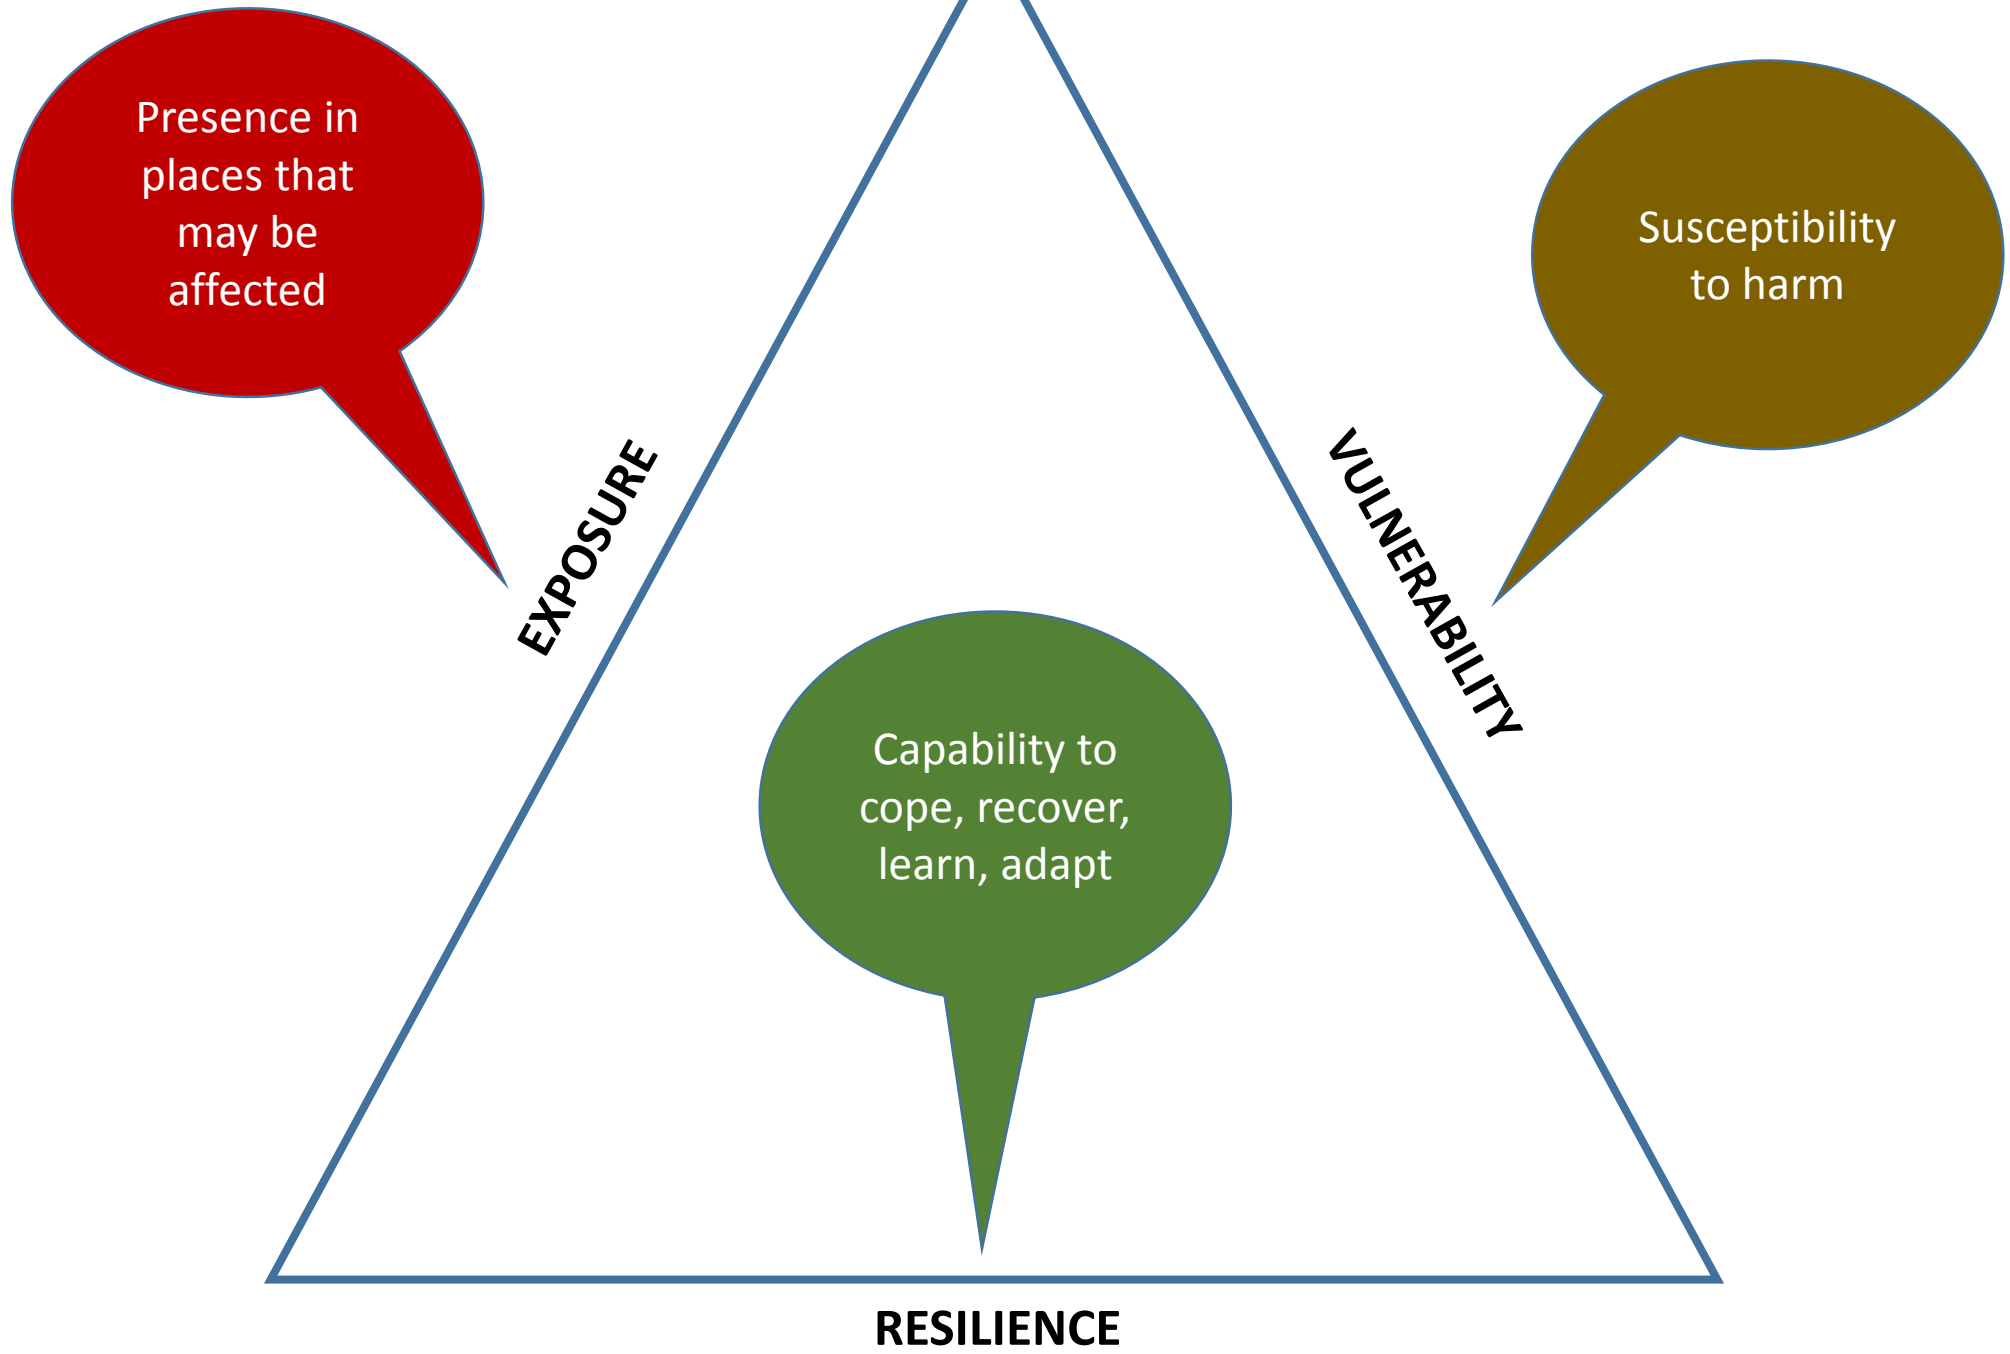 Presence in
places that
may be
affected
Susceptibility
to harm
EXPOSURE
VULNERABILITY
Capability to
cope, recover,
learn, adapt
RESILIENCE